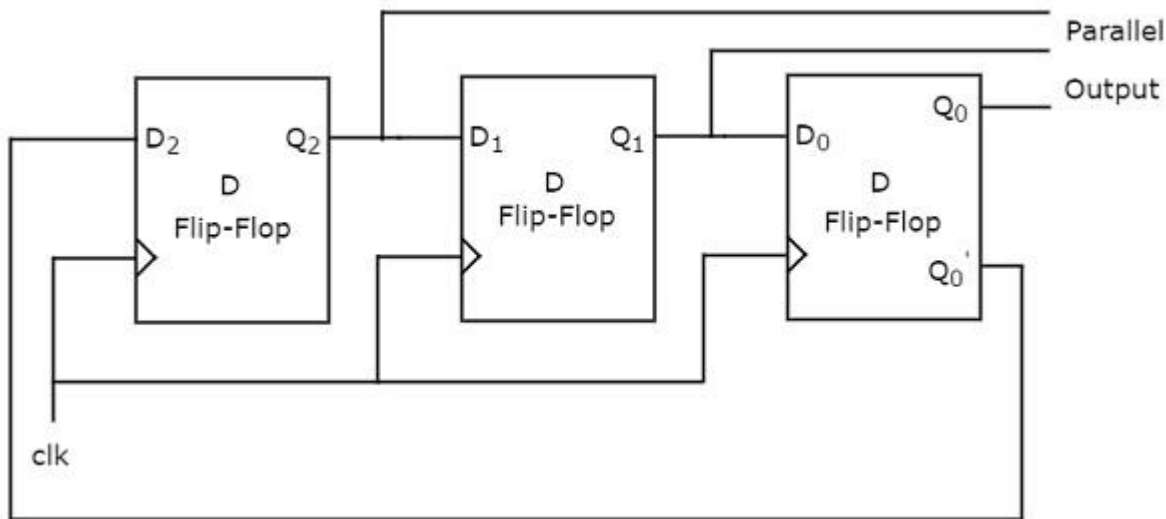 Parallel
Output
D₂
Q₂
D
Flip-Flop
D₁
Q₁
D
Flip-Flop
D₀
Q₀
D
Flip-Flop
Q₀'
clk